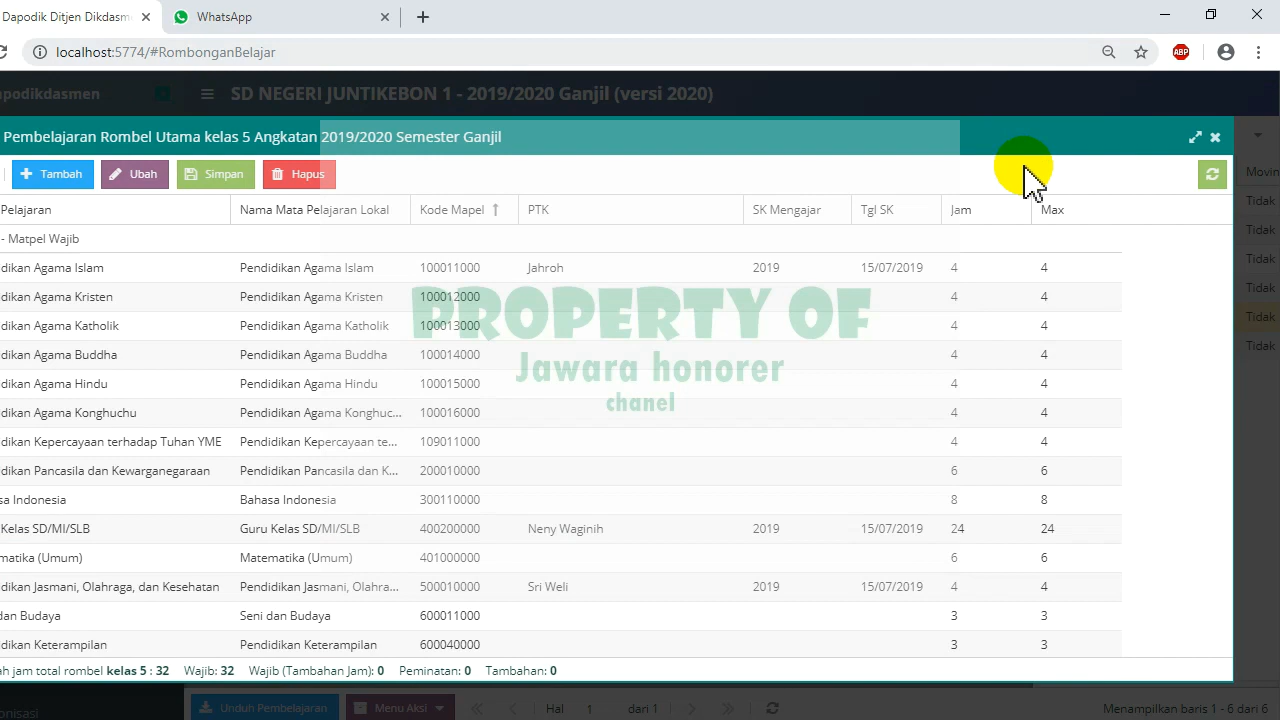 Dapodik Ditjen Dikdasm
WhatsApp
localhost:5774/#RombonganBelajar
ABP
apodikdasmen
SD NEGERI JUNTIKEBON 1 - 2019/2020 Ganjil (versi 2020)
Pembelajaran Rombel Utama kelas 5 Angkatan 2019/2020 Semester Ganjil
Tambah Ubah Simpan Hapus
Movin
Pelajaran Nama Mata Pelajaran Lokal Kode Mapel PTK SK Mengajar Tgl SK Jam Max
Tidak
- Matpel Wajib
Tidak
dikan Agama Islam Pendidikan Agama Islam 100011000 Jahroh 2019 15/07/2019 4 4
Tidak
dikan Agama Kristen Pendidikan Agama Kristen 100012000 4 4
Tidak
dikan Agama Katholik Pendidikan Agama Katholik 100013000 4 4
Tidak
dikan Agama Buddha Pendidikan Agama Buddha 100014000 4 4
Tidak
dikan Agama Hindu Pendidikan Agama Hindu 100015000 4 4
dikan Agama Konghuchu Pendidikan Agama Konghuc... 100016000 4 4
dikan Kepercayaan terhadap Tuhan YME Pendidikan Kepercayaan te... 109011000 4 4
dikan Pancasila dan Kewarganegaraan Pendidikan Pancasila dan K... 200010000 6 6
sa Indonesia Bahasa Indonesia 300110000 8 8
Kelas SD/MI/SLB Guru Kelas SD/MI/SLB 400200000 Neny Waginih 2019 15/07/2019 24 24
matika (Umum) Matematika (Umum) 401000000 6 6
dikan Jasmani, Olahraga, dan Kesehatan Pendidikan Jasmani, Olahra... 500010000 Sri Weli 2019 15/07/2019 4 4
dan Budaya Seni dan Budaya 600011000 3 3
dikan Keterampilan Pendidikan Keterampilan 600040000 3 3
PROPERTY OF
Jawara honorer
chanel
ah jam total rombel kelas 5 : 32 Wajib: 32 Wajib (Tambahan Jam): 0 Peminatan: 0 Tambahan: 0
onisasi
Unduh Pembelajaran Menu Aksi Hal 1 dari 1 Menampilkan baris 1 - 6 dari 6